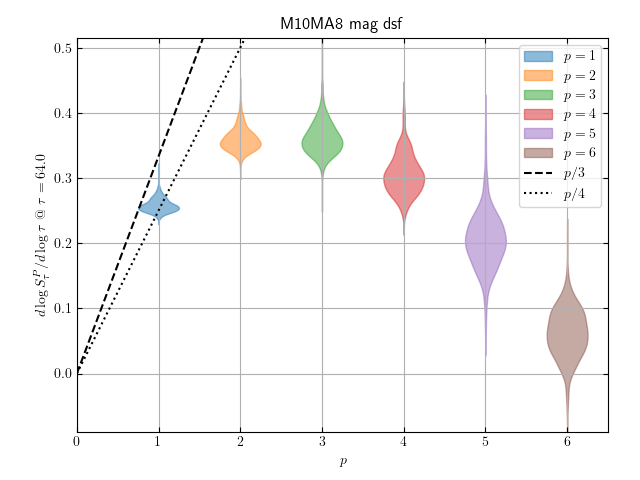 M10MA8 mag dsf
d log S_τ^P / d log τ @ τ = 64.0
0.5
0.4
0.3
0.2
0.1
0.0
0 1 2 3 4 5 6
p
p = 1
p = 2
p = 3
p = 4
p = 5
p = 6
p/3
p/4